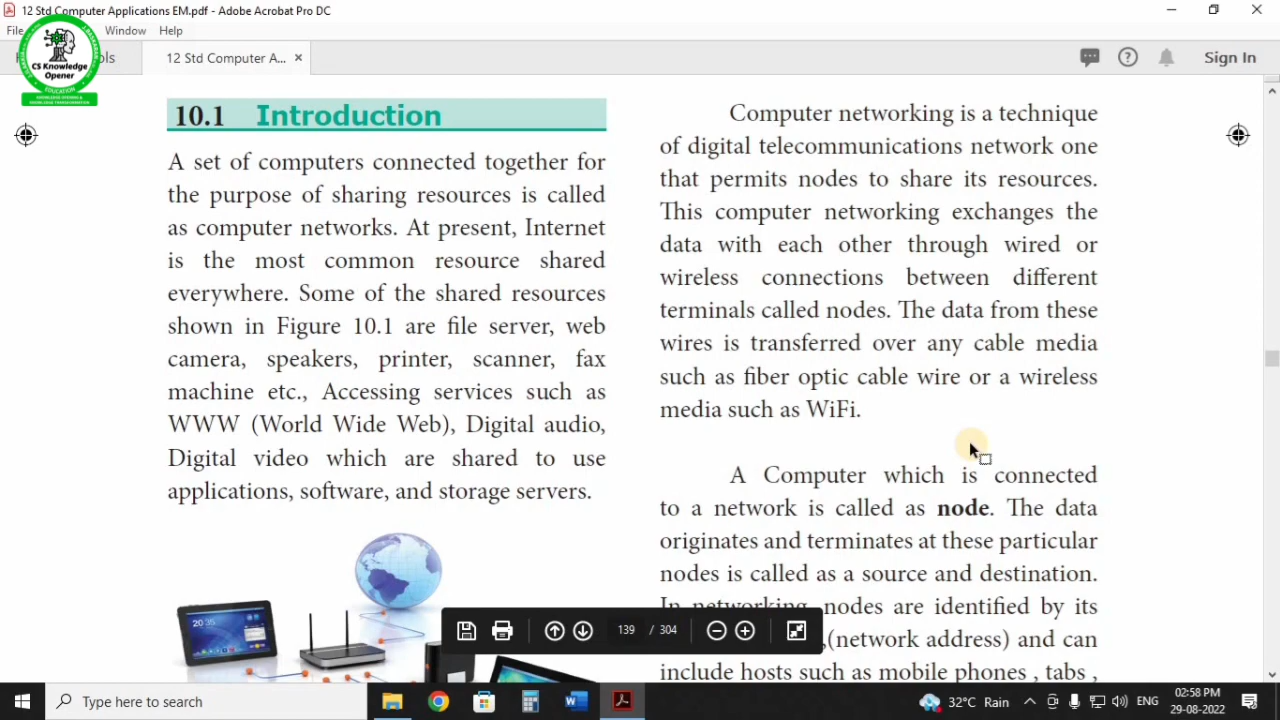 12 Std Computer Applications EM.pdf - Adobe Acrobat Pro DC
File
Window
Help
12 Std Computer A...
Sign In
CS Knowledge
Opener
EDUCATION
10.1 Introduction
A set of computers connected together for
the purpose of sharing resources is called
as computer networks. At present, Internet
is the most common resource shared
everywhere. Some of the shared resources
shown in Figure 10.1 are file server, web
camera, speakers, printer, scanner, fax
machine etc., Accessing services such as
WWW (World Wide Web), Digital audio,
Digital video which are shared to use
applications, software, and storage servers.
Computer networking is a technique
of digital telecommunications network one
that permits nodes to share its resources.
This computer networking exchanges the
data with each other through wired or
wireless connections between different
terminals called nodes. The data from these
wires is transferred over any cable media
such as fiber optic cable wire or a wireless
media such as WiFi.
A Computer which is connected
to a network is called as node. The data
originates and terminates at these particular
nodes is called as a source and destination.
In networking, nodes are identified by its
,(network address) and can
include hosts such as mobile phones , tabs ,
139 / 304
Type here to search
32°C Rain
ENG
02:58 PM
29-08-2022